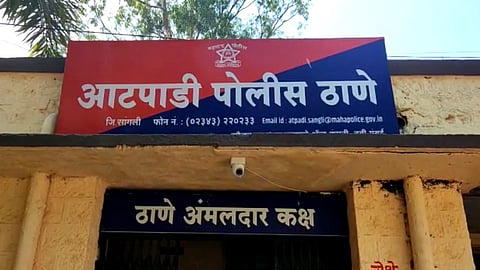 आटपाडी पोलीस ठाणे
जि.सांगली फोन नं. : (०२३४३) २२०२३३ Email id : atpadi.sangli@mahapolice.gov.in
ठाणे अंमलदार कक्ष